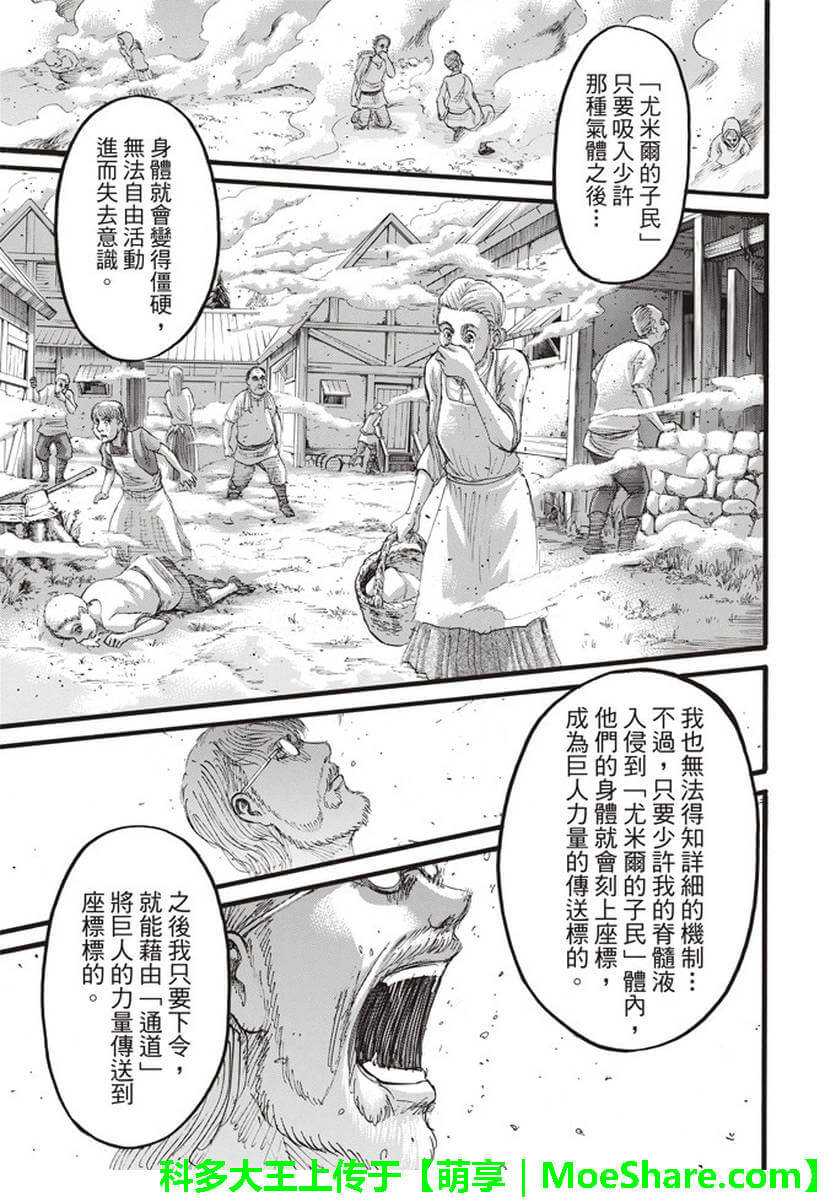 「尤米爾的子民」
只要吸入少許
那種氣體之後…
身體就會變得僵硬，
無法自由活動
進而失去意識。
我也無法得知詳細的機制…
不過，只要少許我的脊髓液
入侵到「尤米爾的子民」體內，
他們的身體就會刻上座標，
成為巨人力量的傳送標的。
之後我只要下令，
就能藉由「通道」
將巨人的力量傳送到
座標標的。
科多大王上传于【萌享| MoeShare.com】